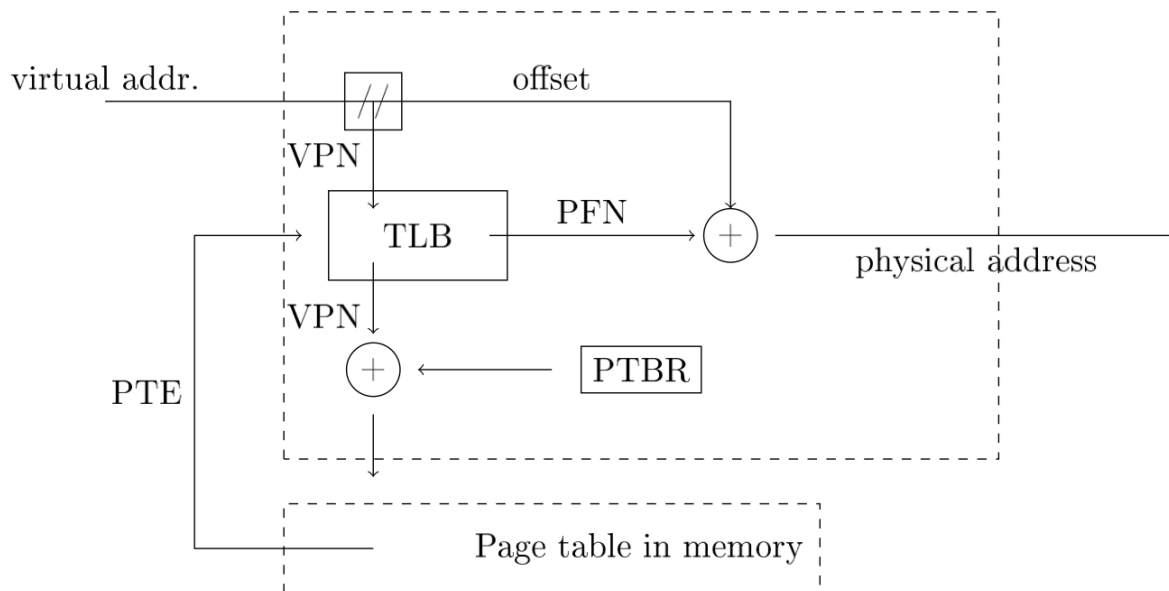 virtual addr.
//
offset
VPN
TLB
PFN
+
physical address
VPN
+
PTBR
PTE
Page table in memory